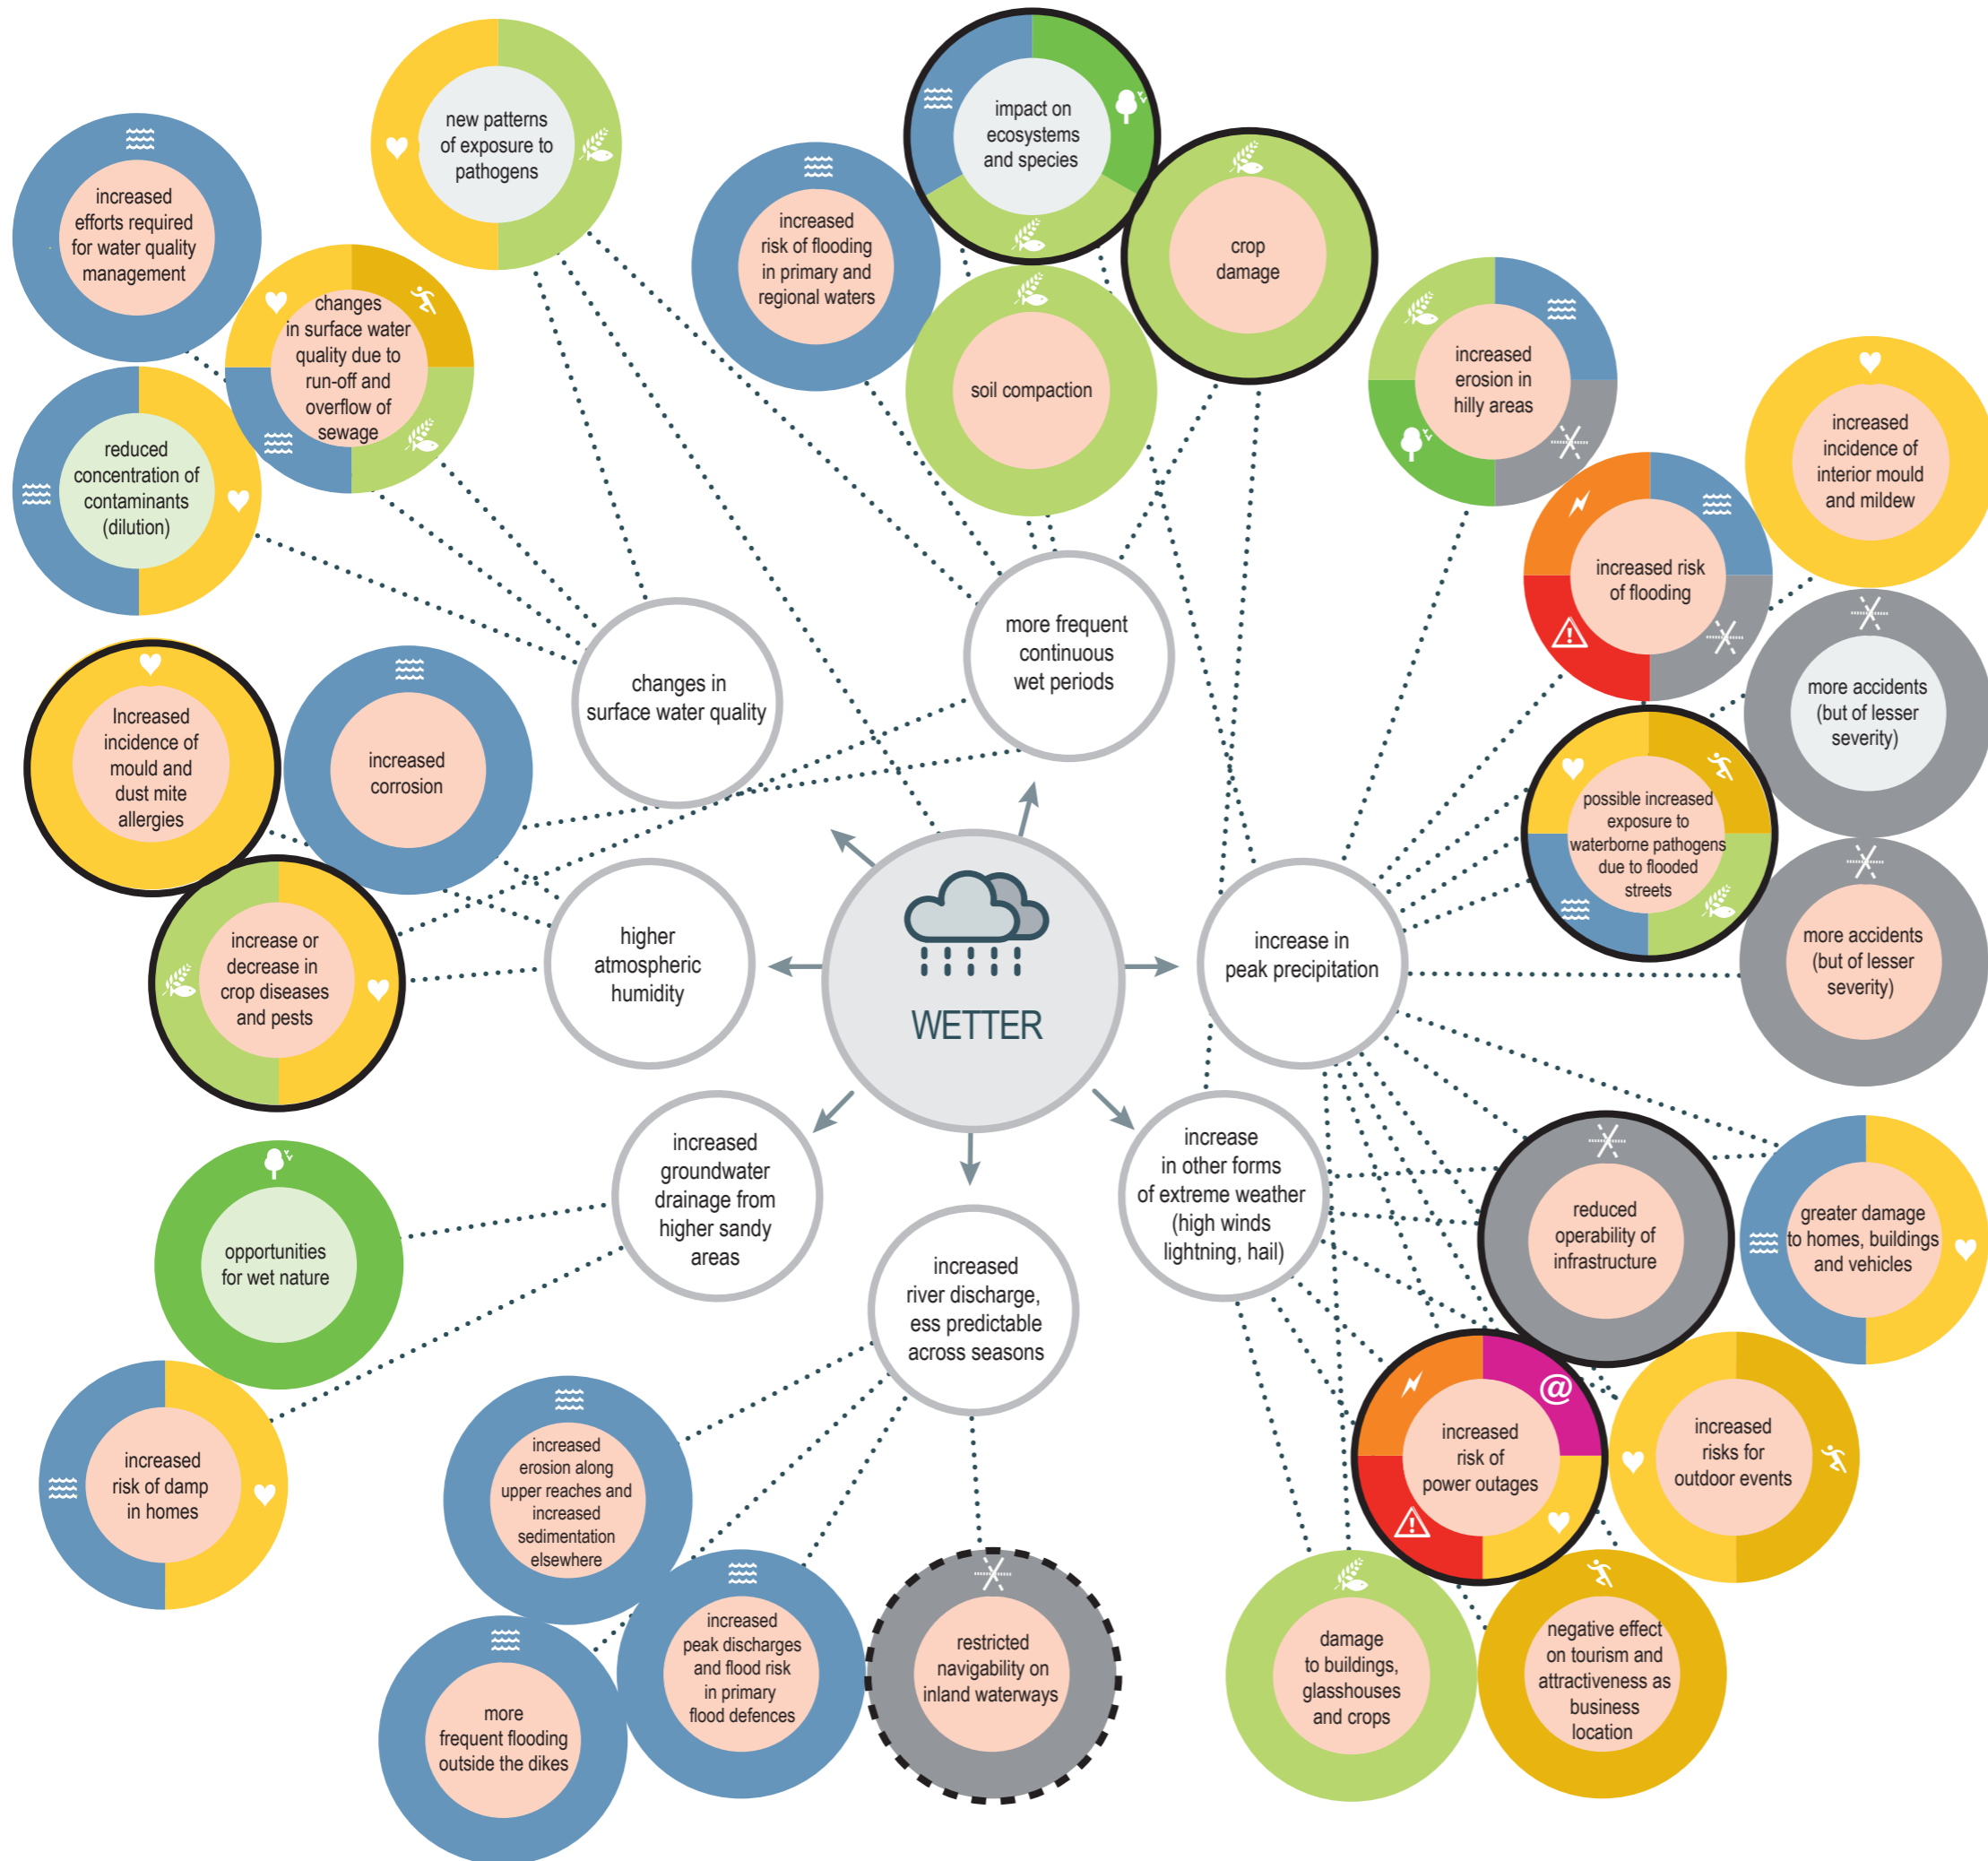 new patterns
of exposure to
pathogens
impact on
ecosystems
and species
increased
efforts required
for water quality
management
increased
risk of flooding
in primary and
regional waters
crop
damage
changes
in surface water
quality due to
run-off and
overflow of
sewage
soil compaction
increased
erosion in
hilly areas
increased
incidence of
interior mould
and mildew
reduced
concentration of
contaminants
(dilution)
increased risk
of flooding
more frequent
continuous
wet periods
changes in
surface water quality
more accidents
(but of lesser
severity)
Increased
incidence of
mould and
dust mite
allergies
increased
corrosion
possible increased
exposure to
waterborne pathogens
due to flooded
streets
increase or
decrease in
crop diseases
and pests
higher
atmospheric
humidity
WETTER
increase in
peak precipitation
more accidents
(but of lesser
severity)
increased
groundwater
drainage from
higher sandy
areas
increase
in other forms
of extreme weather
(high winds
lightning, hail)
reduced
operability of
infrastructure
greater damage
to homes, buildings
and vehicles
opportunities
for wet nature
increased
river discharge,
ess predictable
across seasons
increased
risk of damp
in homes
increased
erosion along
upper reaches and
increased
sedimentation
elsewhere
@
increased
risk of
power outages
increased
risks for
outdoor events
more
frequent flooding
outside the dikes
increased
peak discharges
and flood risk
in primary
flood defences
restricted
navigability on
inland waterways
damage
to buildings,
glasshouses
and crops
negative effect
on tourism and
attractiveness as
business
location